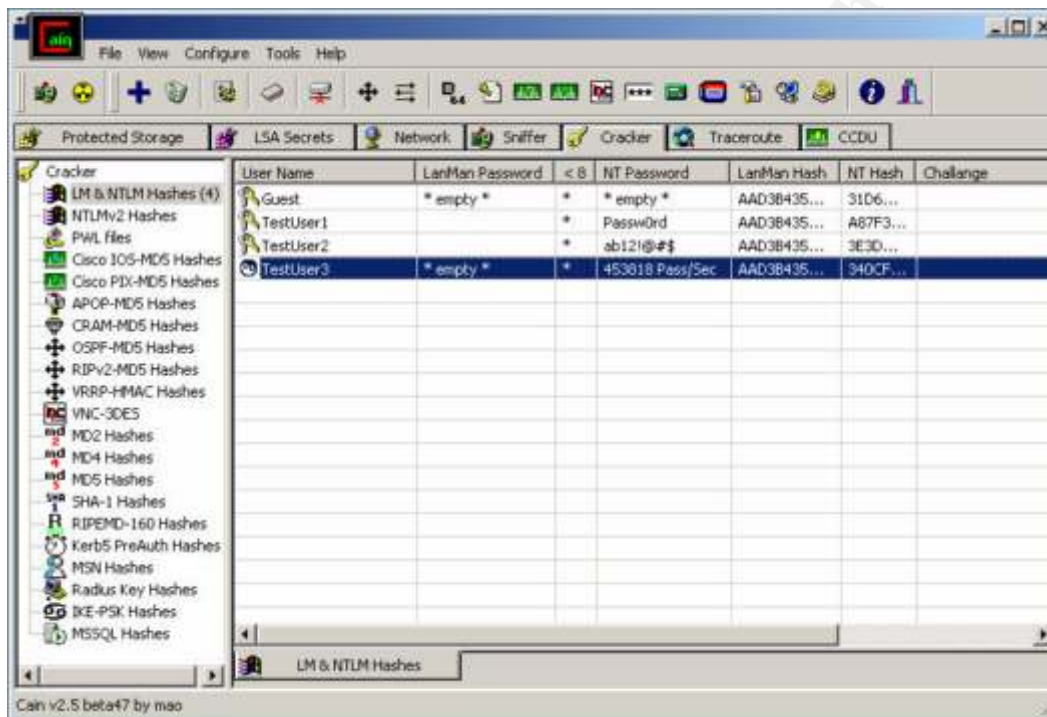 Cain
File View Configure Tools Help
Protected Storage LSA Secrets Network Sniffer Cracker Traceroute CCDU
Cracker
LM & NTLM Hashes (4)
NTLMv2 Hashes
PWL files
Cisco IOS-MD5 Hashes
Cisco PIX-MD5 Hashes
APOP-MD5 Hashes
CRAM-MD5 Hashes
OSPF-MD5 Hashes
RIPv2-MD5 Hashes
VRRP-HMAC Hashes
VNC-3DES
MD2 Hashes
MD4 Hashes
MD5 Hashes
SHA-1 Hashes
RIPEMD-160 Hashes
Kerb5 PreAuth Hashes
MSN Hashes
Radius Key Hashes
IKE-PSK Hashes
MSSQL Hashes
User Name LanMan Password < 8 NT Password LanMan Hash NT Hash Challange
Guest * empty * * * empty * AAD3B435... 31D6...
TestUser1 * Passw0rd AAD3B435... A87F3...
TestUser2 * ab12!@#$ AAD3B435... 3E3D...
TestUser3 * empty * * 453818 Pass/Sec AAD3B435... 340CF...
LM & NTLM Hashes
Cain v2.5 beta47 by mao